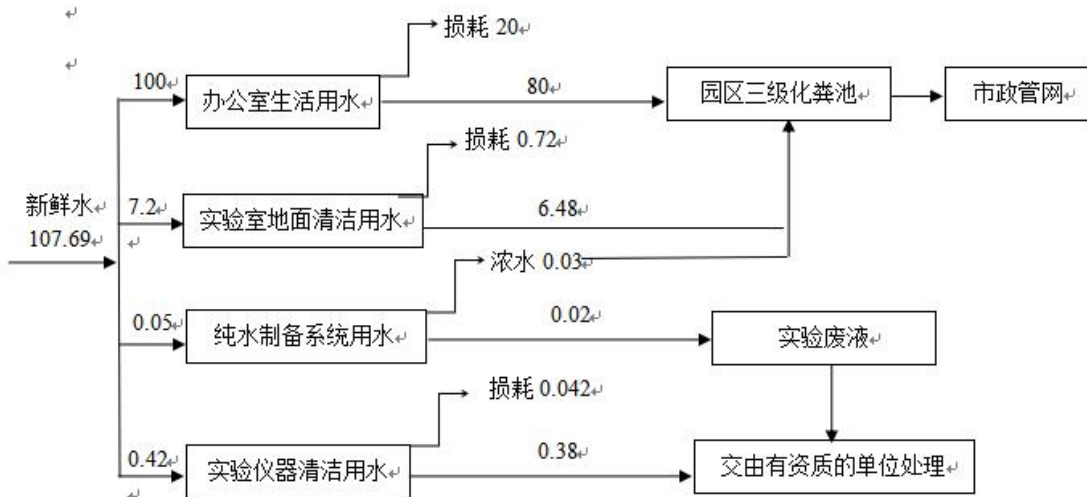 损耗 20
100
办公室生活用水
80
园区三级化粪池
市政管网
损耗 0.72
新鲜水
107.69
7.2
实验室地面清洁用水
6.48
浓水 0.03
0.05
纯水制备系统用水
0.02
实验废液
损耗 0.042
0.42
实验仪器清洁用水
0.38
交由有资质的单位处理